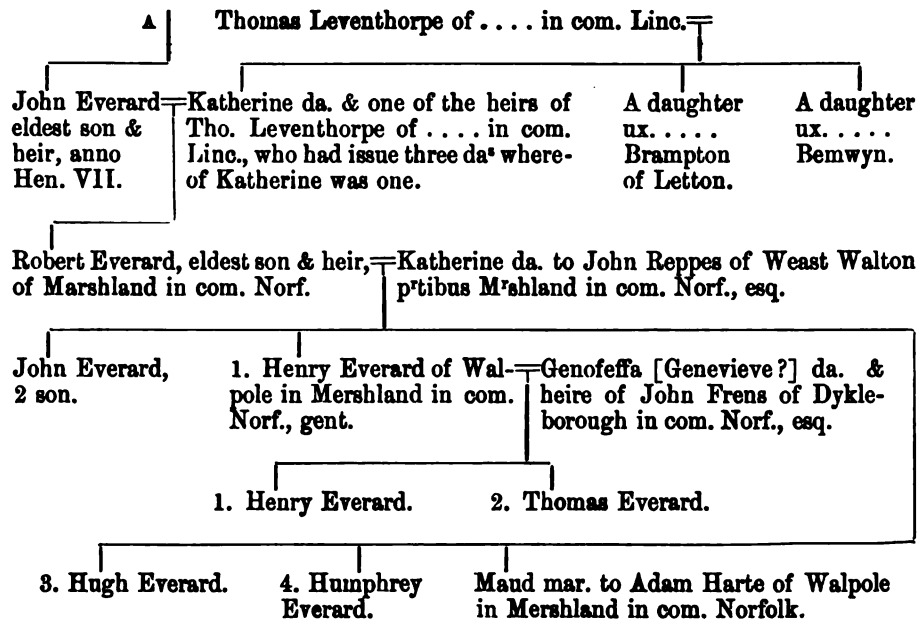 A Thomas Leventhorpe of .... in com. Linc.
John Everard
eldest son &
heir, anno
Hen. VII.
Katherine da. & one of the heirs of
Tho. Leventhorpe of .... in com.
Linc., who had issue three daˢ where-
of Katherine was one.
A daughter
ux.....
Brampton
of Letton.
A daughter
ux.....
Bemwyn.
Robert Everard, eldest son & heir,
of Marshland in com. Norf.
Katherine da. to John Reppes of Weast Walton
pʳtibus Mʳshland in com. Norf., esq.
John Everard,
2 son.
1. Henry Everard of Wal-
pole in Mershland in com.
Norf., gent.
Genofeffa [Genevieve?] da. &
heire of John Frens of Dykle-
borough in com. Norf., esq.
1. Henry Everard.
2. Thomas Everard.
3. Hugh Everard.
4. Humphrey
Everard.
Maud mar. to Adam Harte of Walpole
in Mershland in com. Norfolk.